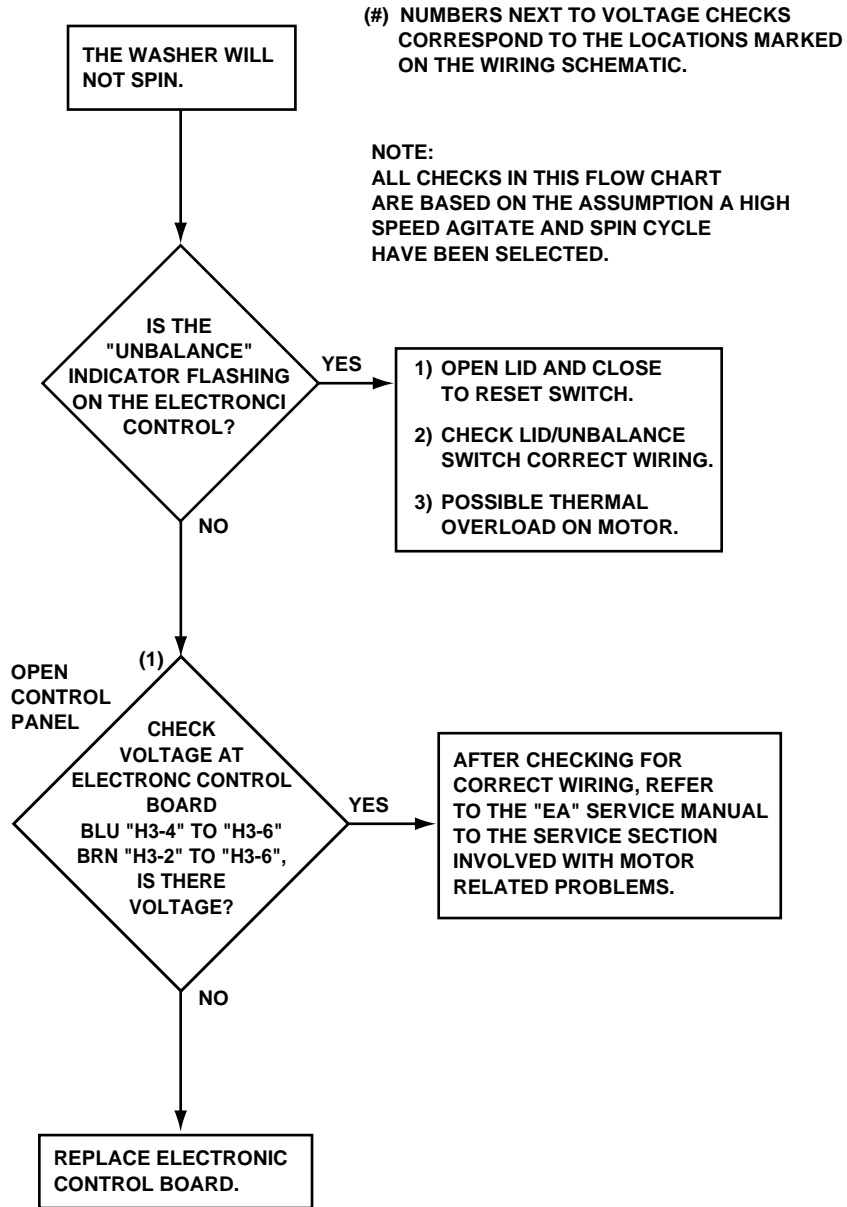 (#) NUMBERS NEXT TO VOLTAGE CHECKS
CORRESPOND TO THE LOCATIONS MARKED
ON THE WIRING SCHEMATIC.
THE WASHER WILL
NOT SPIN.
NOTE:
ALL CHECKS IN THIS FLOW CHART
ARE BASED ON THE ASSUMPTION A HIGH
SPEED AGITATE AND SPIN CYCLE
HAVE BEEN SELECTED.
IS THE
"UNBALANCE"
INDICATOR FLASHING
ON THE ELECTRONCI
CONTROL?
YES
1) OPEN LID AND CLOSE
TO RESET SWITCH.
2) CHECK LID/UNBALANCE
SWITCH CORRECT WIRING.
3) POSSIBLE THERMAL
OVERLOAD ON MOTOR.
NO
(1)
OPEN
CONTROL
PANEL
CHECK
VOLTAGE AT
ELECTRONC CONTROL
BOARD
BLU "H3-4" TO "H3-6"
BRN "H3-2" TO "H3-6",
IS THERE
VOLTAGE?
YES
AFTER CHECKING FOR
CORRECT WIRING, REFER
TO THE "EA" SERVICE MANUAL
TO THE SERVICE SECTION
INVOLVED WITH MOTOR
RELATED PROBLEMS.
NO
REPLACE ELECTRONIC
CONTROL BOARD.